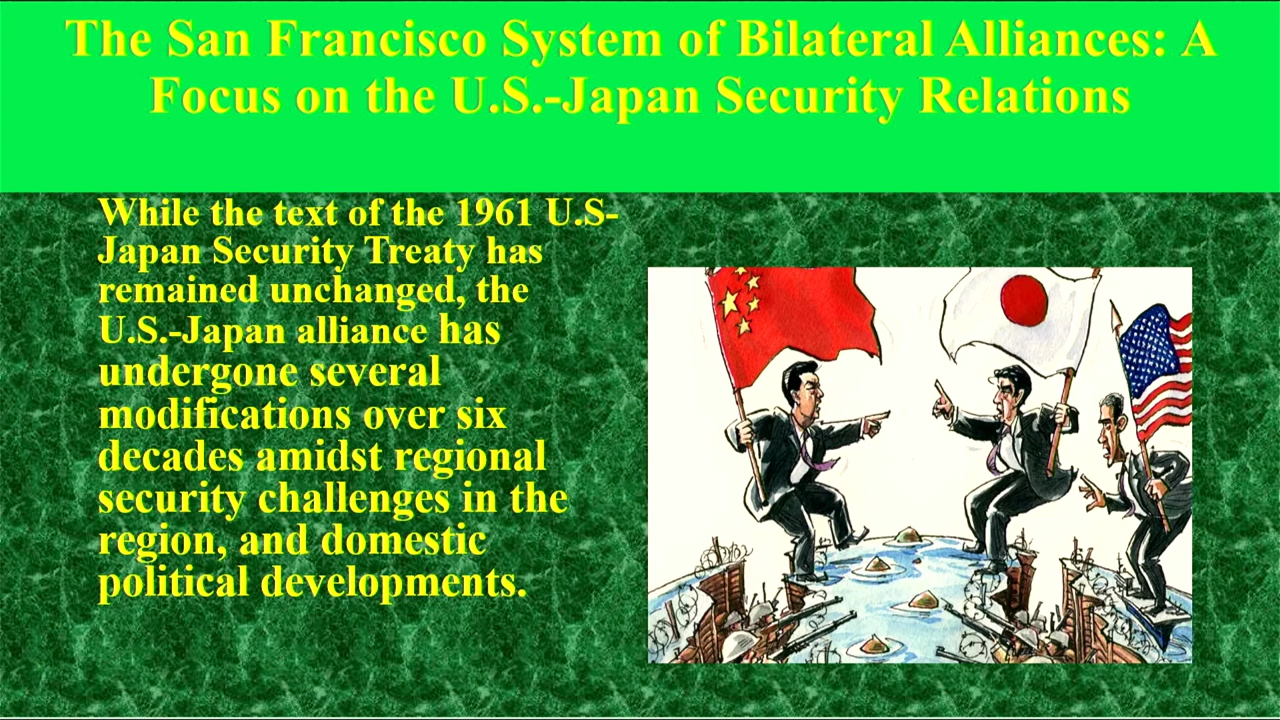 The San Francisco System of Bilateral Alliances: A
Focus on the U.S.-Japan Security Relations
While the text of the 1961 U.S-
Japan Security Treaty has
remained unchanged, the
U.S.-Japan alliance has
undergone several
modifications over six
decades amidst regional
security challenges in the
region, and domestic
political developments.